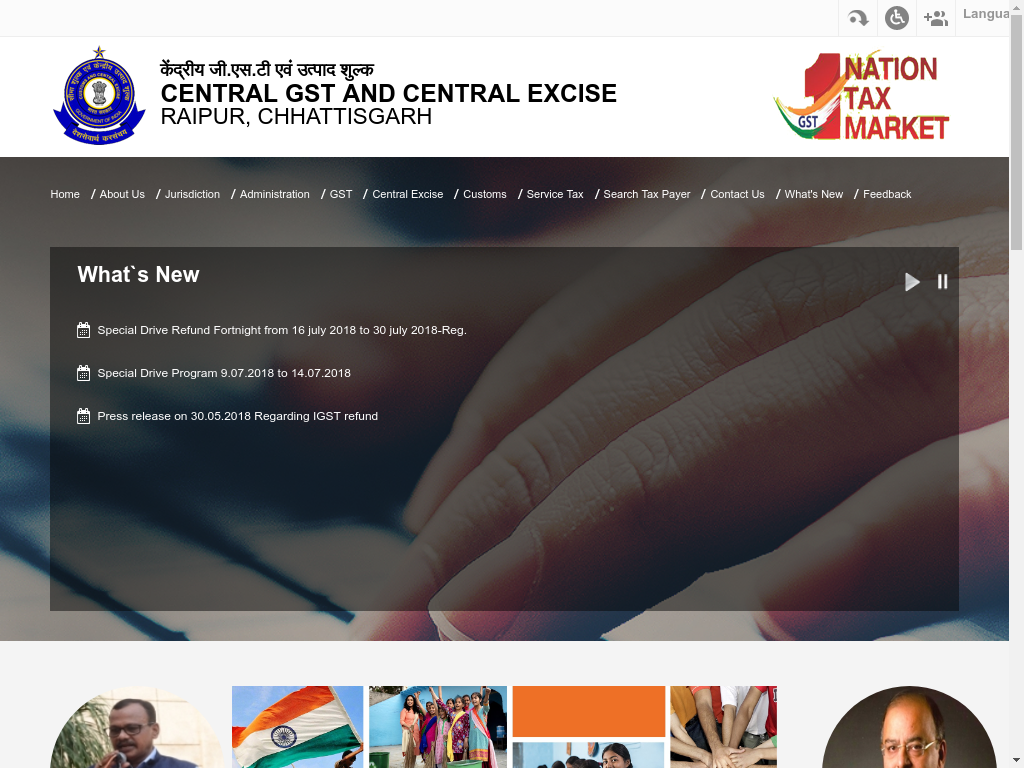 Langua
केंद्रीय जी.एस.टी एवं उत्पाद शुल्क
CENTRAL GST AND CENTRAL EXCISE
RAIPUR, CHHATTISGARH
NATION
TAX
MARKET
GST
Home / About Us / Jurisdiction / Administration / GST / Central Excise / Customs / Service Tax / Search Tax Payer / Contact Us / What's New / Feedback
What`s New
Special Drive Refund Fortnight from 16 july 2018 to 30 july 2018-Reg.
Special Drive Program 9.07.2018 to 14.07.2018
Press release on 30.05.2018 Regarding IGST refund